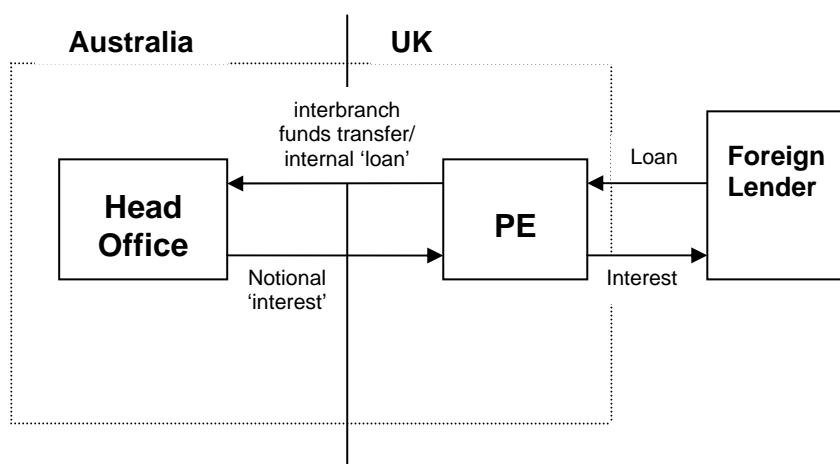 Australia
UK
interbranch
funds transfer/
internal ‘loan’
Loan
Foreign
Lender
Head
Office
PE
Notional
‘interest’
Interest